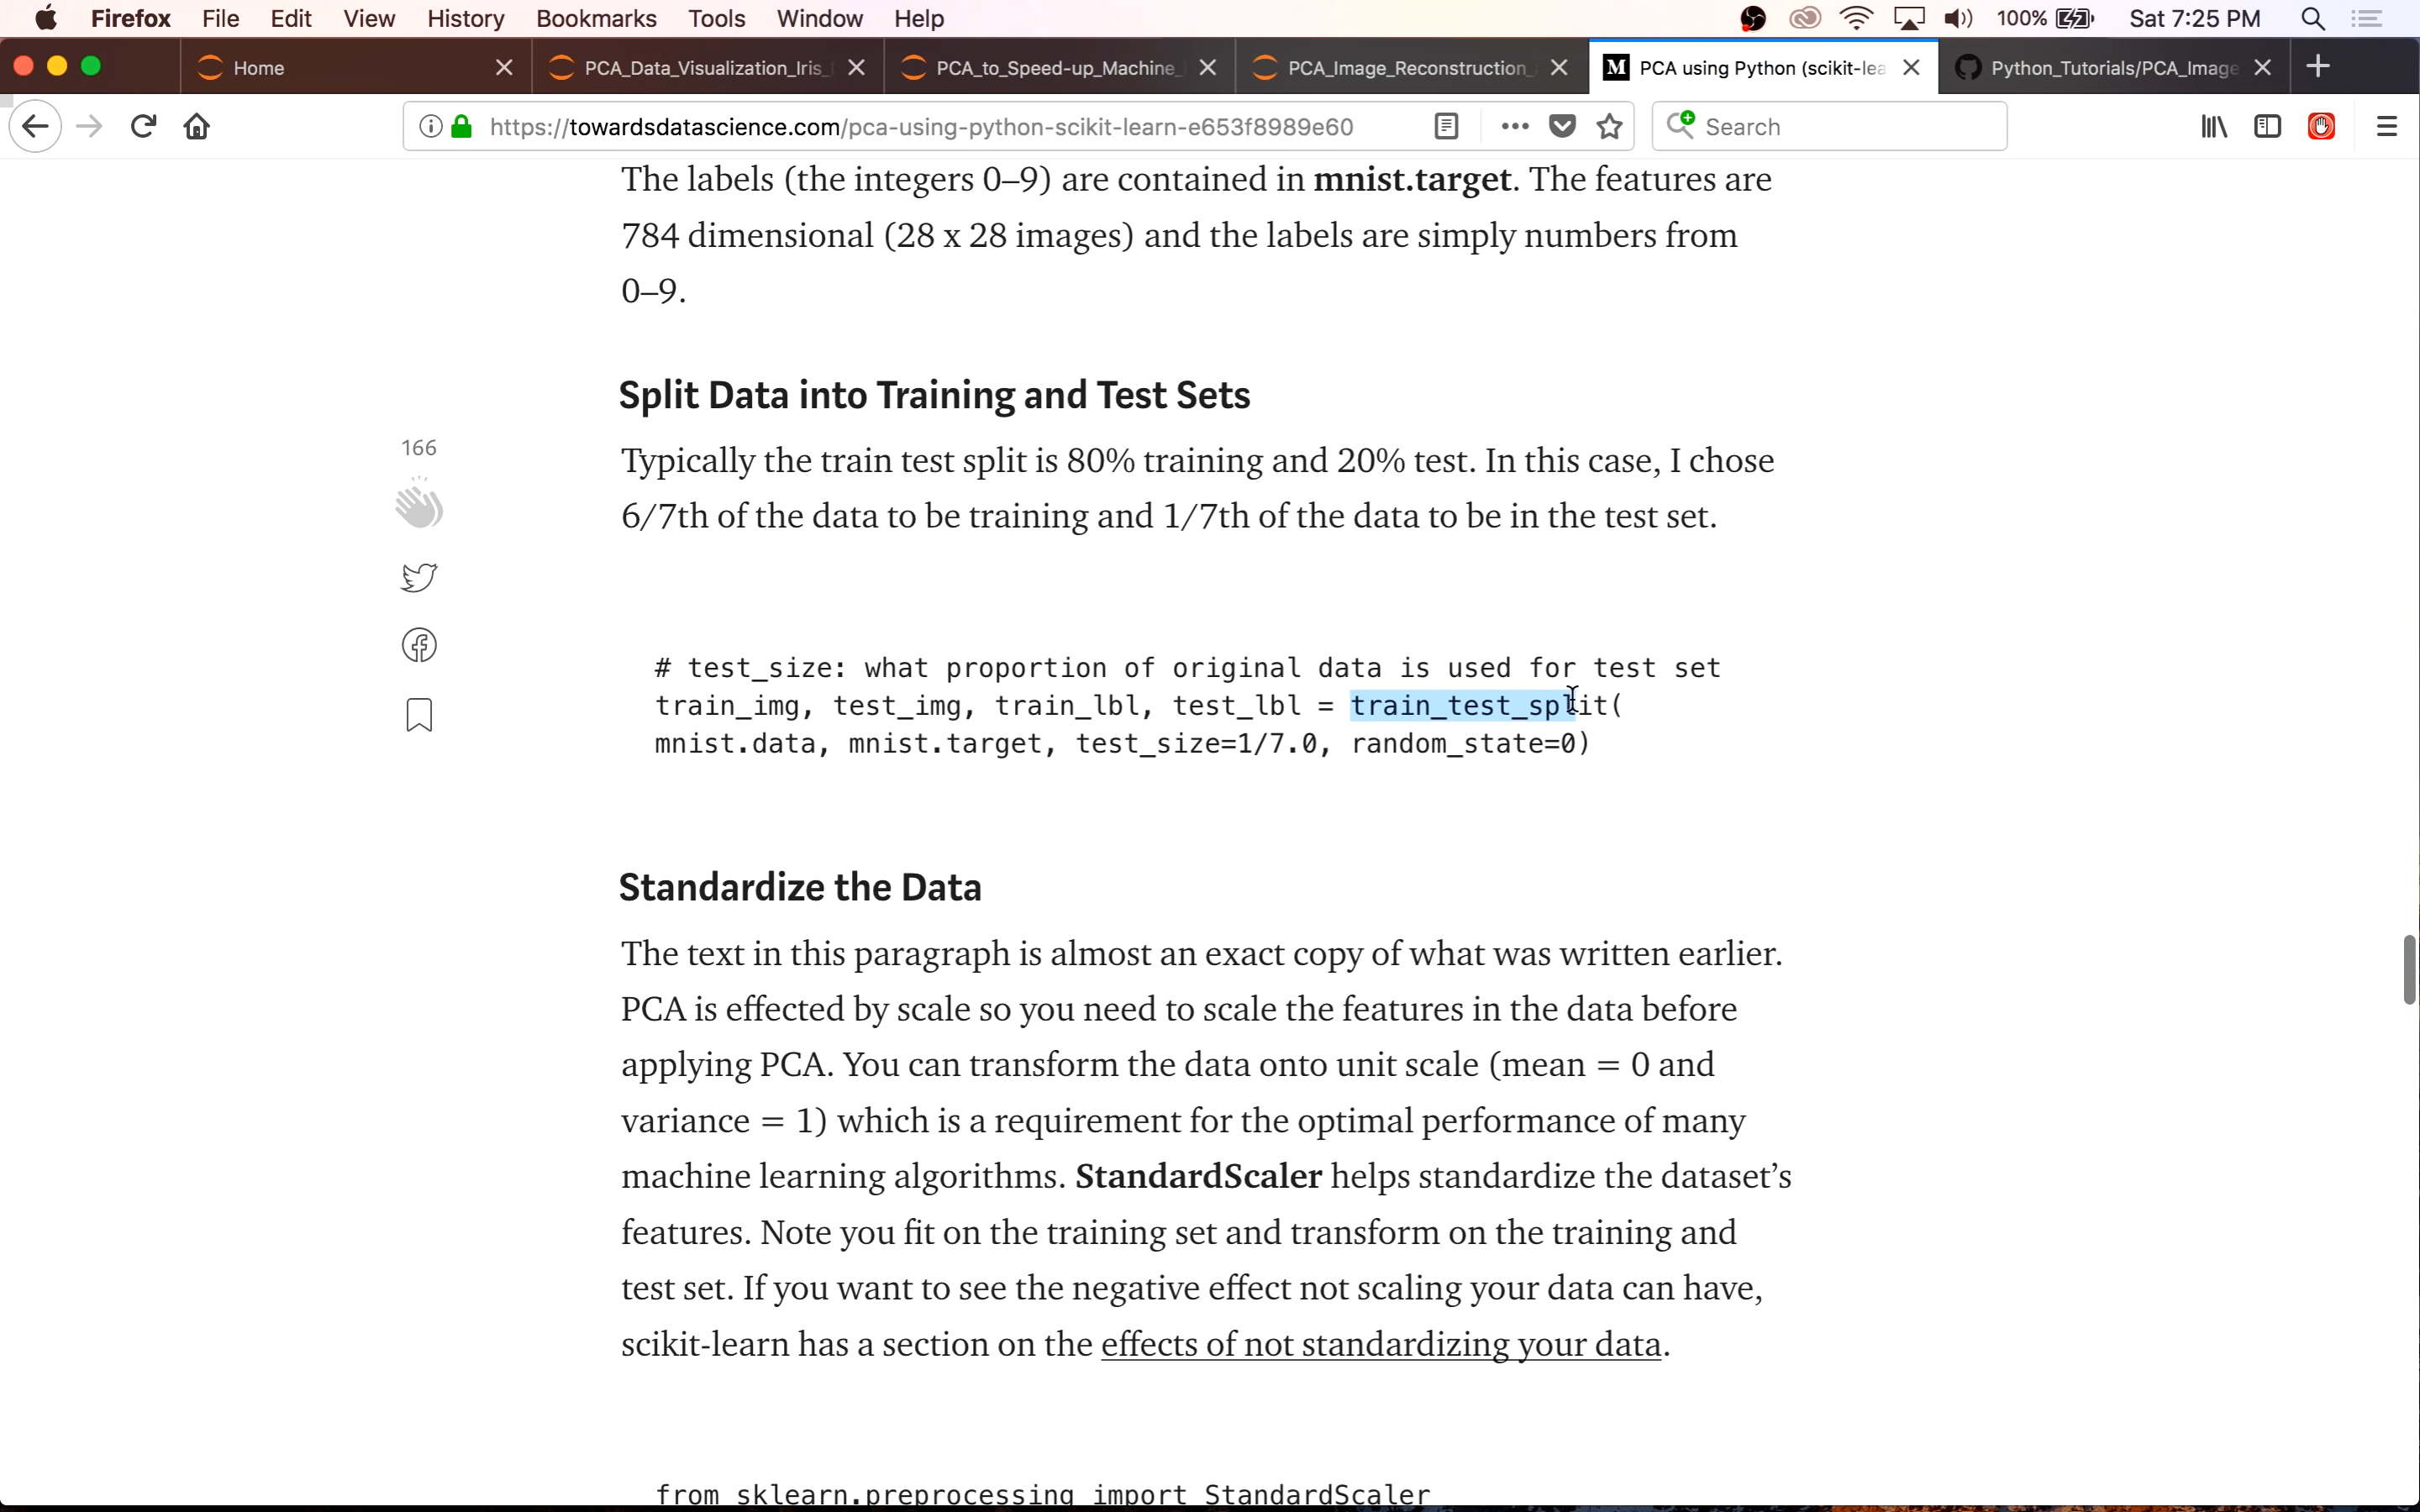 Firefox File Edit View History Bookmarks Tools Window Help 100% Sat 7:25 PM
Home PCA_Data_Visualization_Iris_ PCA_to_Speed-up_Machine_ PCA_Image_Reconstruction_ M PCA using Python (scikit-lea Python_Tutorials/PCA_Image
https://towardsdatascience.com/pca-using-python-scikit-learn-e653f8989e60 Search
The labels (the integers 0–9) are contained in mnist.target. The features are
784 dimensional (28 x 28 images) and the labels are simply numbers from
0–9.
Split Data into Training and Test Sets
166
Typically the train test split is 80% training and 20% test. In this case, I chose
6/7th of the data to be training and 1/7th of the data to be in the test set.
# test_size: what proportion of original data is used for test set
train_img, test_img, train_lbl, test_lbl = train_test_split(
mnist.data, mnist.target, test_size=1/7.0, random_state=0)
Standardize the Data
The text in this paragraph is almost an exact copy of what was written earlier.
PCA is effected by scale so you need to scale the features in the data before
applying PCA. You can transform the data onto unit scale (mean = 0 and
variance = 1) which is a requirement for the optimal performance of many
machine learning algorithms. StandardScaler helps standardize the dataset’s
features. Note you fit on the training set and transform on the training and
test set. If you want to see the negative effect not scaling your data can have,
scikit-learn has a section on the effects of not standardizing your data.
from sklearn.preprocessing import StandardScaler